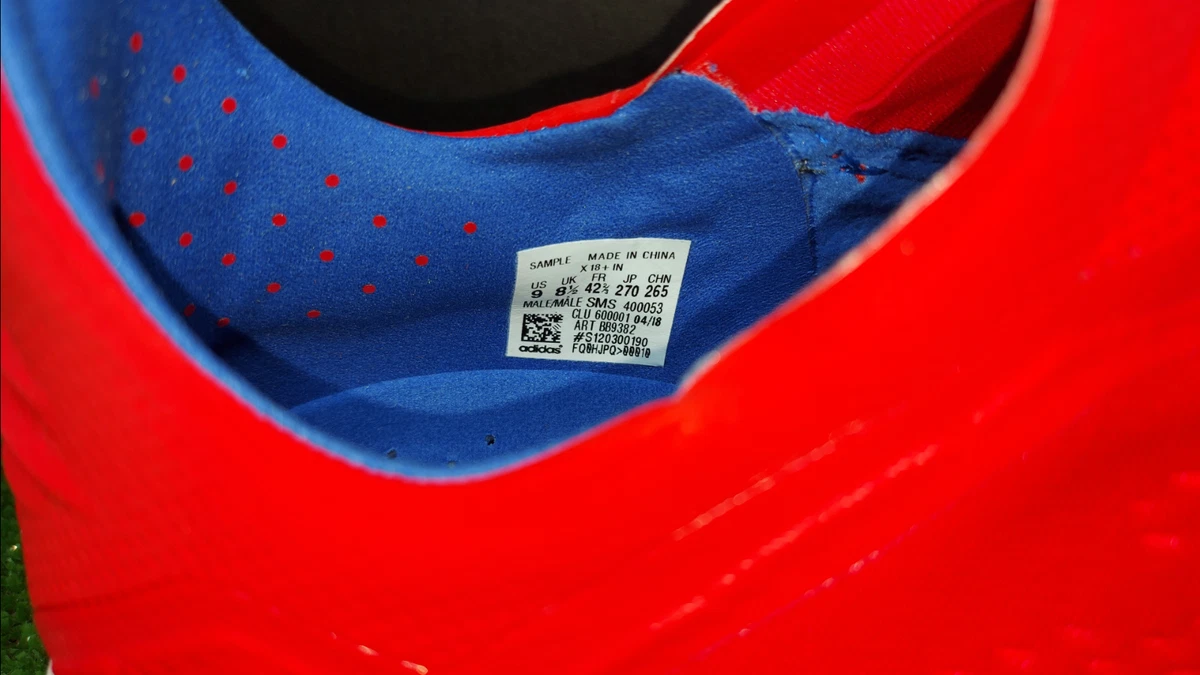 SAMPLE MADE IN CHINA
X 18+ IN
US UK FR JP CHN
9 8½ 42⅔ 270 265
MALE/MÂLE SMS 400053
CLU 600001 04/18
ART BB9382
#S120300190
adidas